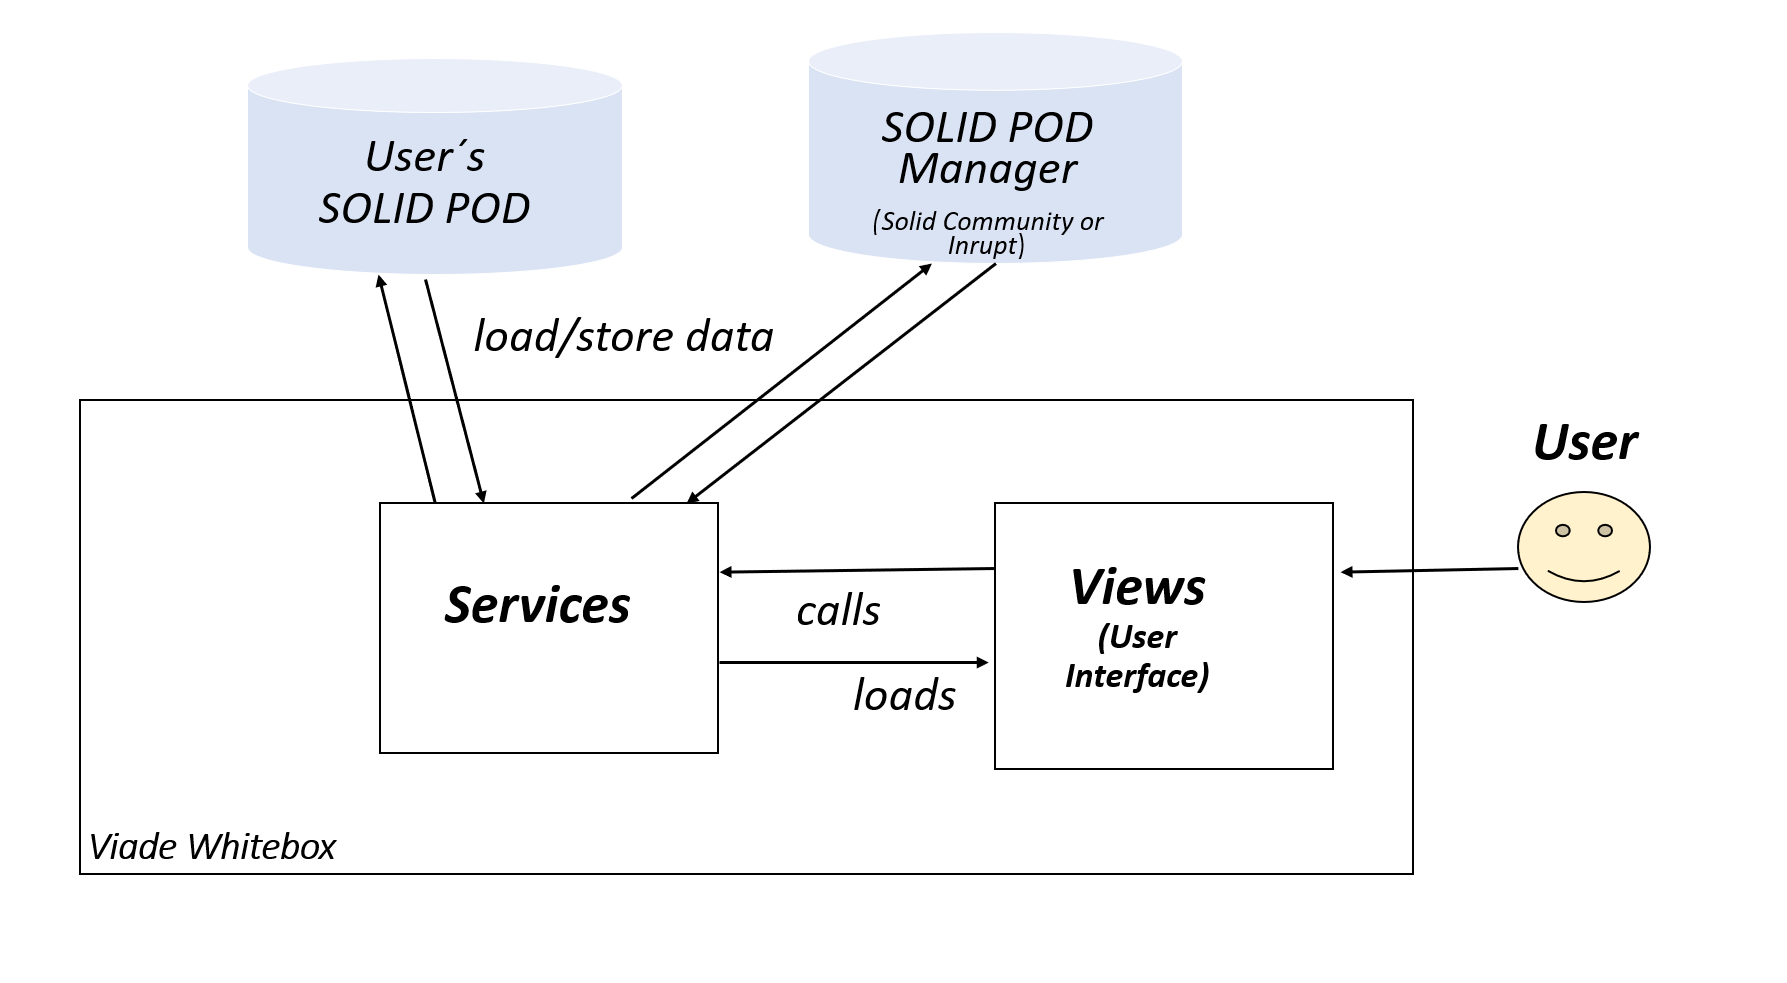 User´s
SOLID POD
SOLID POD
Manager
(Solid Community or
Inrupt)
load/store data
User
Services
calls
loads
Views
(User
Interface)
Viade Whitebox